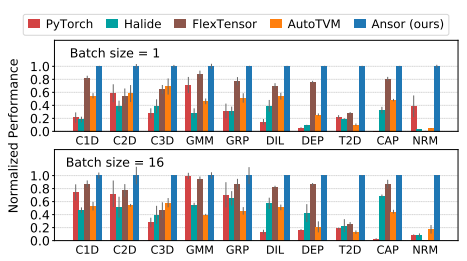 PyTorch Halide FlexTensor AutoTVM Ansor (ours)
Batch size = 1
1.0
0.8
0.6
0.4
0.2
0.0
C1D C2D C3D GMM GRP DIL DEP T2D CAP NRM
Normalized Performance
Batch size = 16
1.0
0.8
0.6
0.4
0.2
0.0
C1D C2D C3D GMM GRP DIL DEP T2D CAP NRM